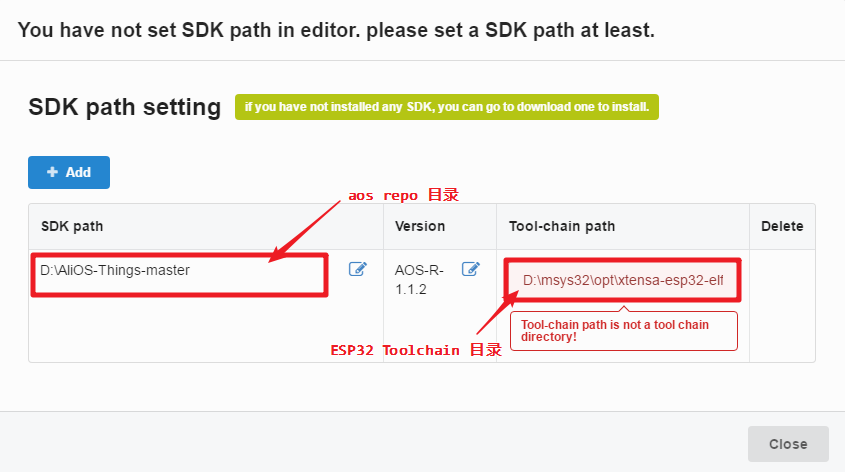 You have not set SDK path in editor. please set a SDK path at least.
SDK path setting
if you have not installed any SDK, you can go to download one to install.
Add
aos repo 目录
SDK path
Version
Tool-chain path
Delete
D:\AliOS-Things-master
AOS-R-
1.1.2
D:\msys32\opt\xtensa-esp32-elf
Tool-chain path is not a tool chain
directory!
ESP32 Toolchain 目录
Close